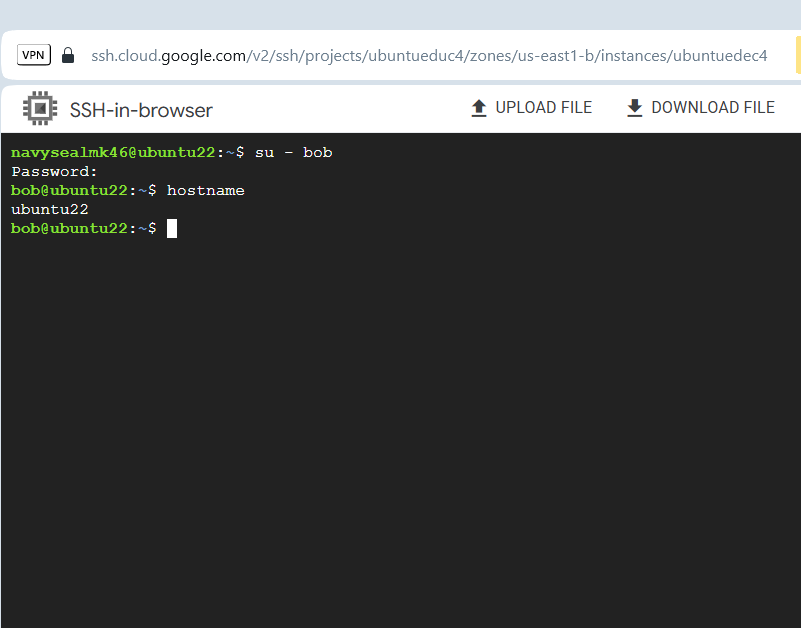 VPN ssh.cloud.google.com/v2/ssh/projects/ubuntueduc4/zones/us-east1-b/instances/ubuntuedec4
SSH-in-browser UPLOAD FILE DOWNLOAD FILE
navysealmk46@ubuntu22:~$ su - bob
Password:
bob@ubuntu22:~$ hostname
ubuntu22
bob@ubuntu22:~$